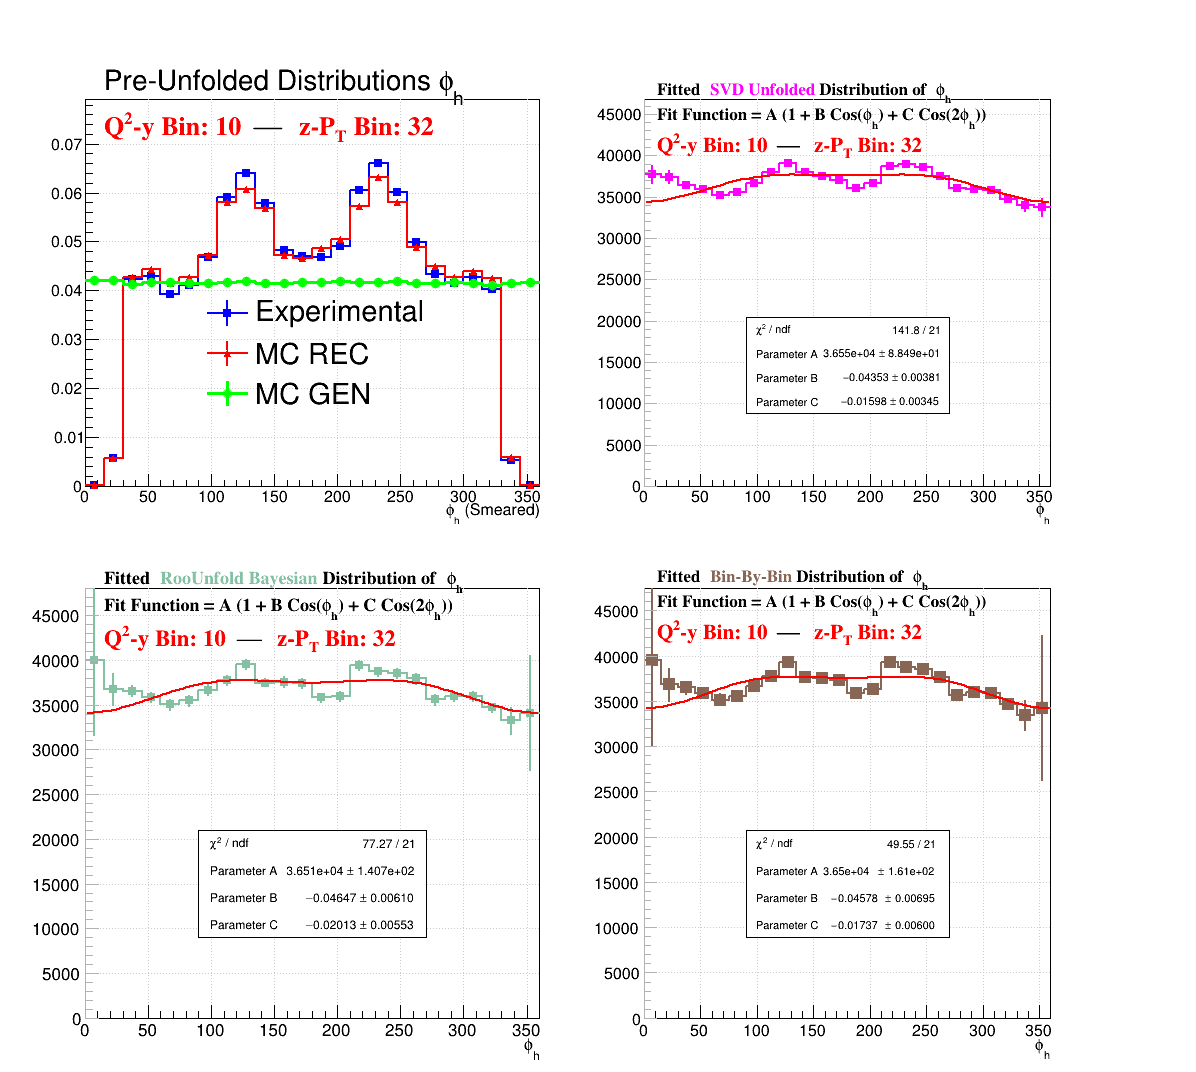 Pre-Unfolded Distributions ϕh
Q2-y Bin: 10 — z-PT Bin: 32
0.07
0.06
0.05
0.04
0.03
0.02
0.01
0
Experimental
MC REC
MC GEN
0 50 100 150 200 250 300 350
ϕh (Smeared)
Fitted SVD Unfolded Distribution of ϕh
Fit Function = A (1 + B Cos(ϕh) + C Cos(2ϕh))
Q2-y Bin: 10 — z-PT Bin: 32
45000
40000
35000
30000
25000
20000
15000
10000
5000
0
χ2 / ndf 141.8 / 21
Parameter A 3.655e+04 ± 8.849e+01
Parameter B −0.04353 ± 0.00381
Parameter C −0.01598 ± 0.00345
0 50 100 150 200 250 300 350
ϕh
Fitted RooUnfold Bayesian Distribution of ϕh
Fit Function = A (1 + B Cos(ϕh) + C Cos(2ϕh))
Q2-y Bin: 10 — z-PT Bin: 32
45000
40000
35000
30000
25000
20000
15000
10000
5000
0
χ2 / ndf 77.27 / 21
Parameter A 3.651e+04 ± 1.407e+02
Parameter B −0.04647 ± 0.00610
Parameter C −0.02013 ± 0.00553
0 50 100 150 200 250 300 350
ϕh
Fitted Bin-By-Bin Distribution of ϕh
Fit Function = A (1 + B Cos(ϕh) + C Cos(2ϕh))
Q2-y Bin: 10 — z-PT Bin: 32
45000
40000
35000
30000
25000
20000
15000
10000
5000
0
χ2 / ndf 49.55 / 21
Parameter A 3.65e+04 ± 1.61e+02
Parameter B −0.04578 ± 0.00695
Parameter C −0.01737 ± 0.00600
0 50 100 150 200 250 300 350
ϕh